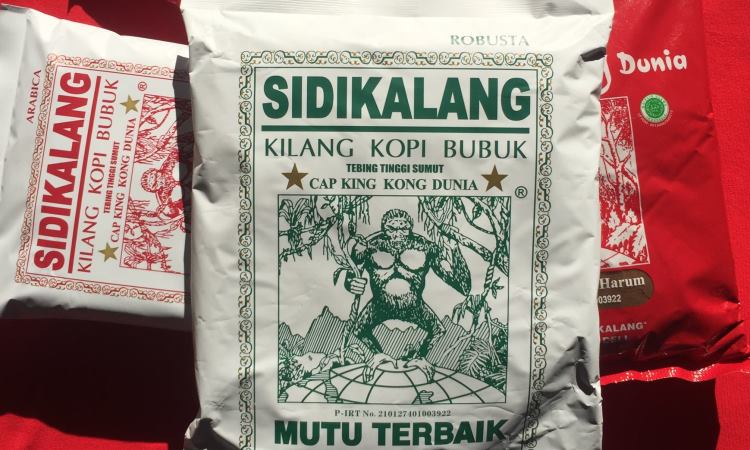 ARABICA
SIDIKALANG
KILANG KOPI BUBUK
TEBING TINGGI SUMUT
CAP KING KONG DUNIA
®
ROBUSTA
SIDIKALANG
KILANG KOPI BUBUK
TEBING TINGGI SUMUT
CAP KING KONG DUNIA
®
P-IRT No. 210127401003922
MUTU TERBAIK
Dunia
Harum
003922
KALANG